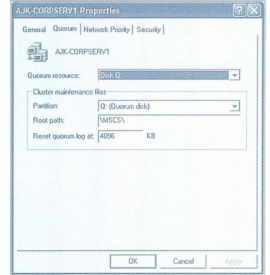 AJK-CORPSERV1 Properties
General Quorum Network Priority Security
AJK-CORPSERV1
Quorum resource: Disk Q:
Cluster maintenance files
Partition: Q: (Quorum disk)
Root path: \MSCS\
Reset quorum log at: 4096 KB
OK Cancel Apply